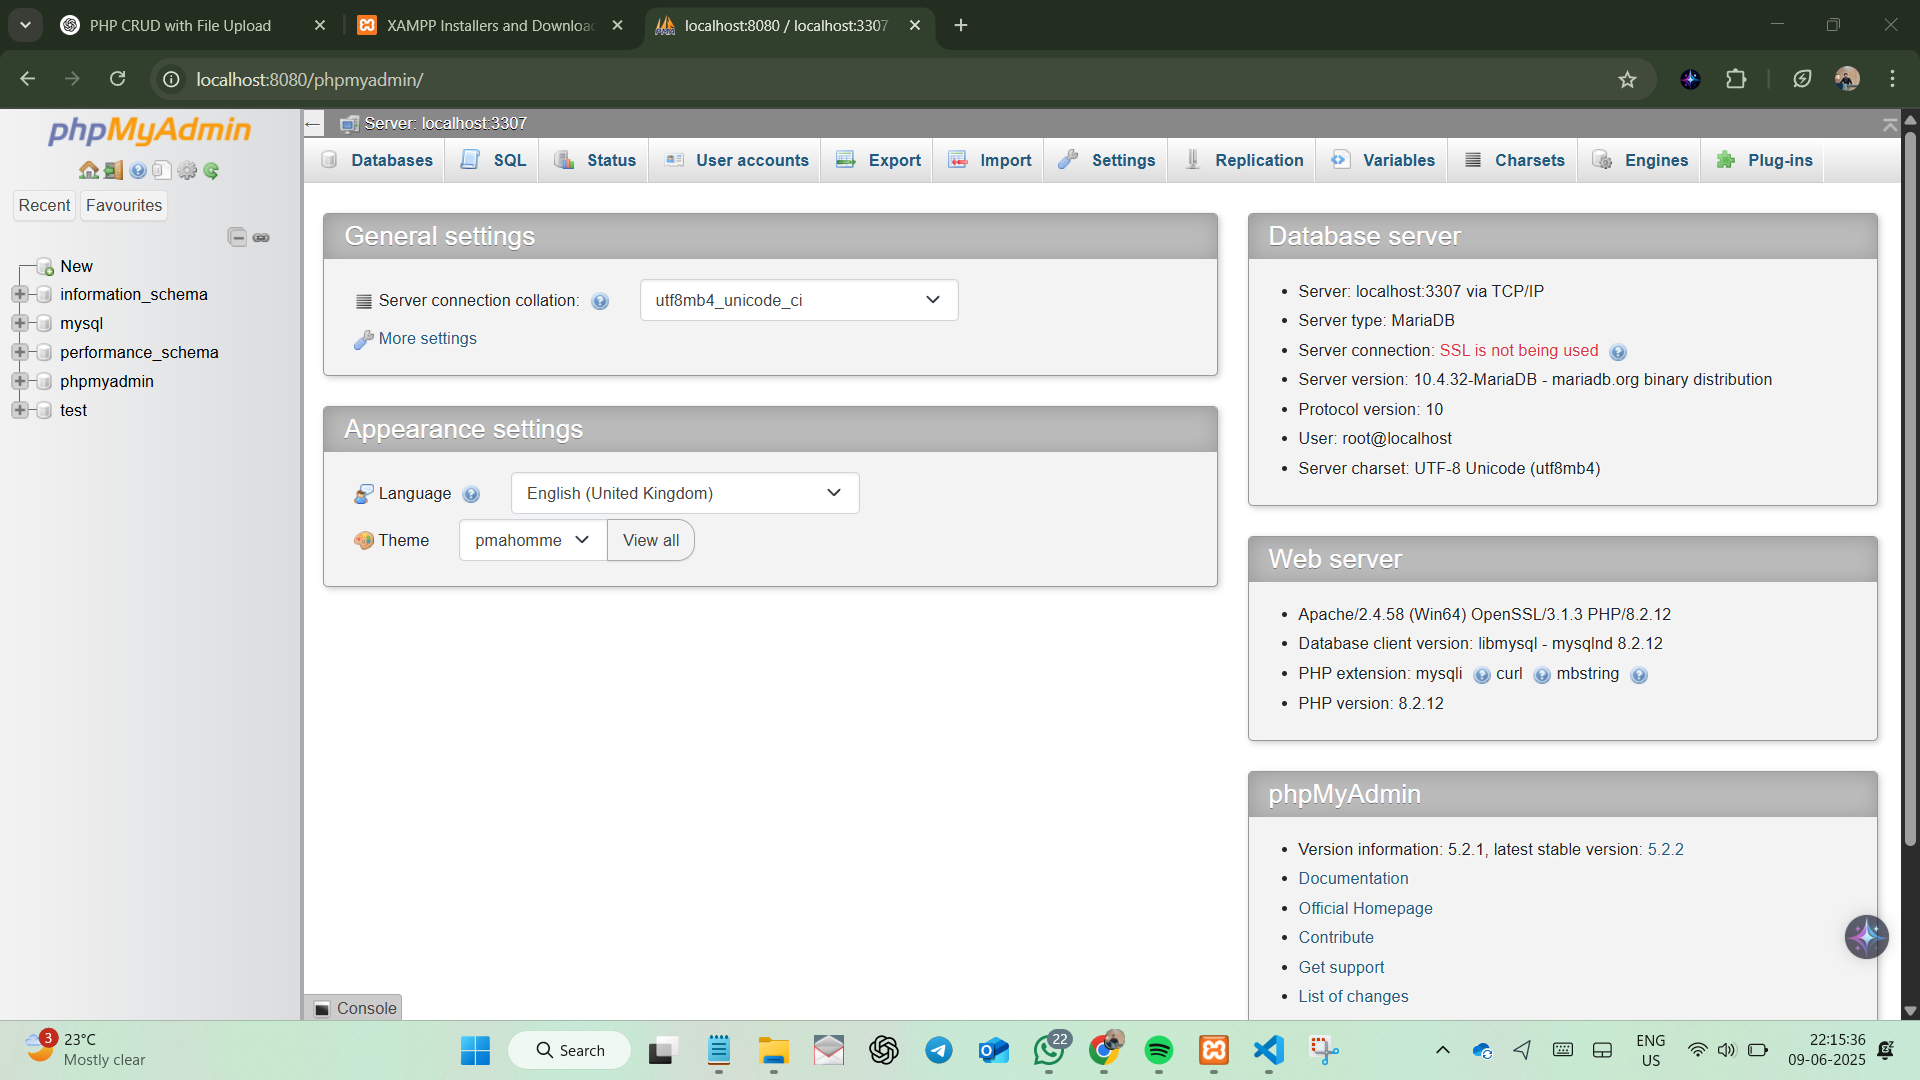 PHP CRUD with File Upload
XAMPP Installers and Downloa
localhost:8080 / localhost:3307
localhost:8080/phpmyadmin/
phpMyAdmin
Recent
Favourites
New
information_schema
mysql
performance_schema
phpmyadmin
test
Server: localhost:3307
Databases
SQL
Status
User accounts
Export
Import
Settings
Replication
Variables
Charsets
Engines
Plug-ins
General settings
Server connection collation:
utf8mb4_unicode_ci
More settings
Appearance settings
Language
English (United Kingdom)
Theme
pmahomme
View all
Database server
Server: localhost:3307 via TCP/IP
Server type: MariaDB
Server connection: SSL is not being used
Server version: 10.4.32-MariaDB - mariadb.org binary distribution
Protocol version: 10
User: root@localhost
Server charset: UTF-8 Unicode (utf8mb4)
Web server
Apache/2.4.58 (Win64) OpenSSL/3.1.3 PHP/8.2.12
Database client version: libmysql - mysqlnd 8.2.12
PHP extension: mysqli curl mbstring
PHP version: 8.2.12
phpMyAdmin
Version information: 5.2.1, latest stable version: 5.2.2
Documentation
Official Homepage
Contribute
Get support
List of changes
Console
3
23°C
Mostly clear
Search
22
ENG
US
22:15:36
09-06-2025